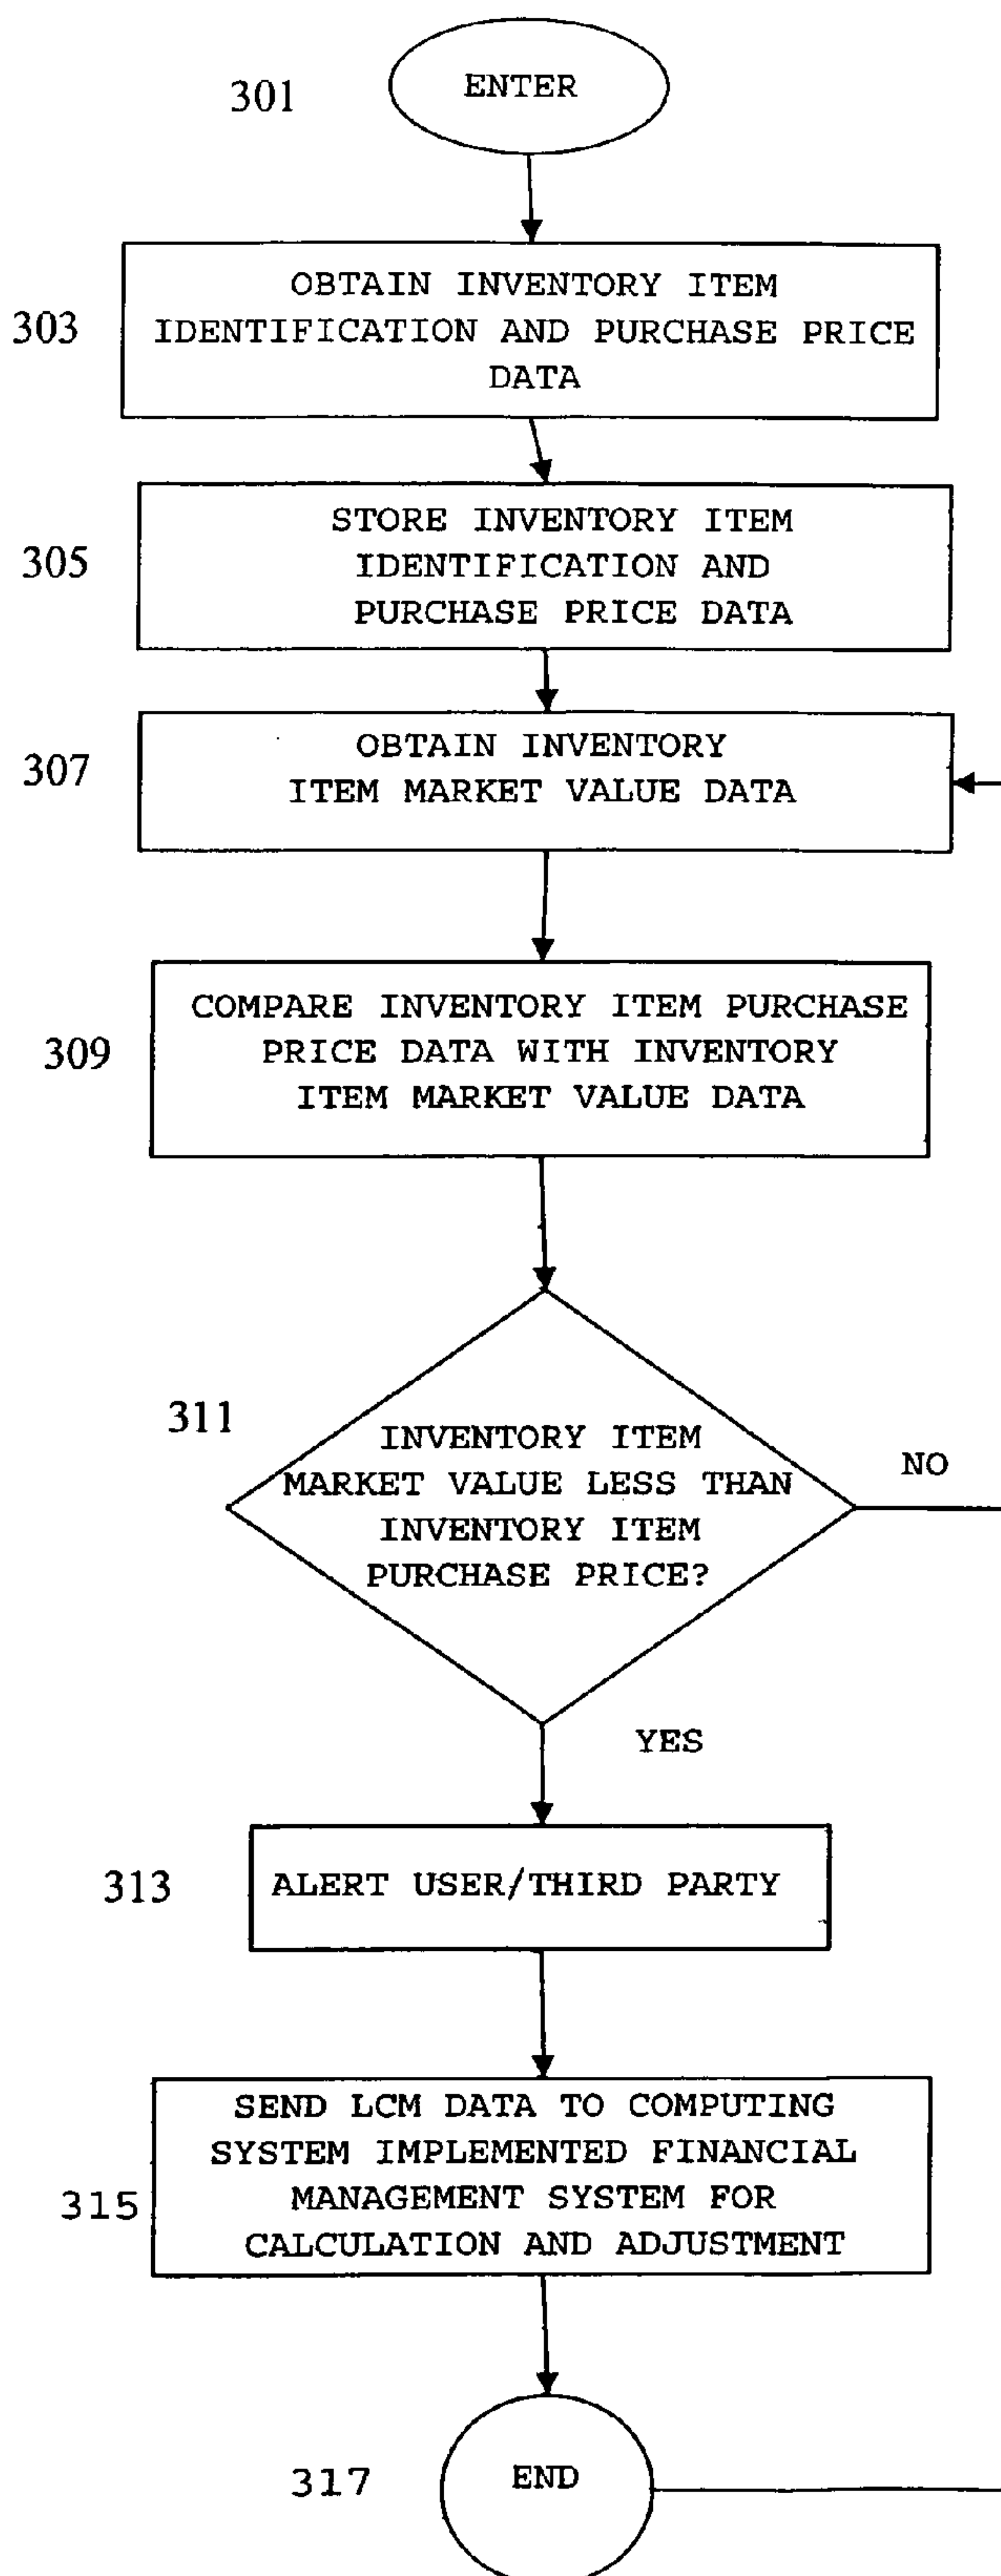 301
ENTER
303
OBTAIN INVENTORY ITEM
IDENTIFICATION AND PURCHASE PRICE
DATA
305
STORE INVENTORY ITEM
IDENTIFICATION AND
PURCHASE PRICE DATA
307
OBTAIN INVENTORY
ITEM MARKET VALUE DATA
309
COMPARE INVENTORY ITEM PURCHASE
PRICE DATA WITH INVENTORY
ITEM MARKET VALUE DATA
311
INVENTORY ITEM
MARKET VALUE LESS THAN
INVENTORY ITEM
PURCHASE PRICE?
NO
YES
313
ALERT USER/THIRD PARTY
315
SEND LCM DATA TO COMPUTING
SYSTEM IMPLEMENTED FINANCIAL
MANAGEMENT SYSTEM FOR
CALCULATION AND ADJUSTMENT
317
END